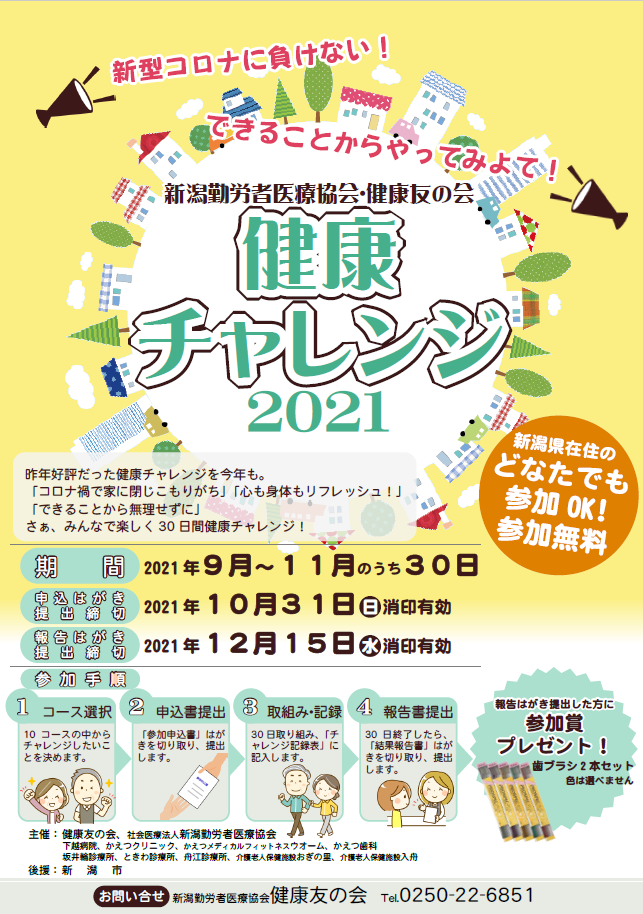 新型コロナに負けない！
できることからやってみよて！
新潟勤労者医療協会・健康友の会
健康
チャレンジ
2021
昨年好評だった健康チャレンジを今年も。
「コロナ禍で家に閉じこもりがち」「心も身体もリフレッシュ！」
「できることから無理せずに」
さぁ、みんなで楽しく30日間健康チャレンジ！
新潟県在住の
どなたでも
参加OK!
参加無料
期間 2021年９月～１１月のうち３０日
申込はがき
提出締切 2021年１０月３１日日消印有効
報告はがき
提出締切 2021年１２月１５日水消印有効
参加手順
1 コース選択
10 コースの中から
チャレンジしたいこ
とを決めます。
2 申込書提出
「参加申込書」はが
きを切り取り、提出
します。
3 取組み・記録
30日取組み、「チャ
レンジ記録表」に
記入します。
4 報告書提出
30 日終了したら、
「結果報告書」はが
きを切り取り、提出
します。
報告はがき提出した方に
参加賞
プレゼント！
歯ブラシ2本セット
色は選べません
主催：健康友の会、社会医療法人新潟勤労者医療協会
下越病院、かえつクリニック、かえつメディカルフィットネスウオーム、かえつ歯科
坂井輪診療所、ときわ診療所、舟江診療所、介護老人保健施設おぎの里、介護老人保健施設入舟
後援：新潟市
お問い合せ 新潟勤労者医療協会健康友の会 Tel.0250-22-6851